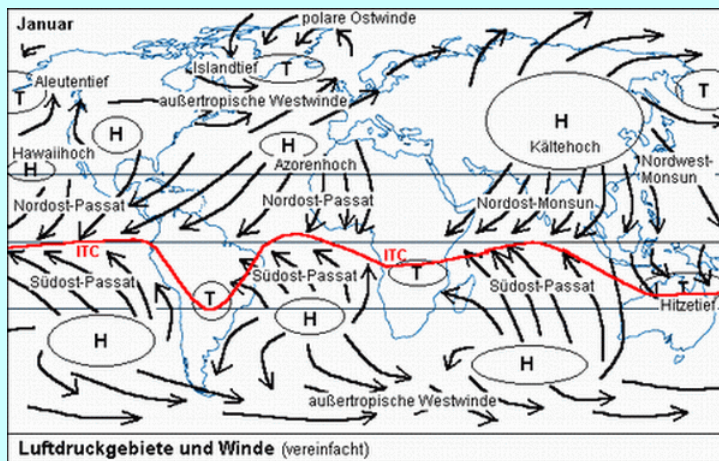 Januar
polare Ostwinde
Islandtief
T
T
T
Aleutentief
außertropische Westwinde
H
H
H
Kältehoch
Hawaiihoch
H
Azorenhoch
Nordwest-
Monsun
Nordost-Passat
Nordost-Passat
Nordost-Monsun
ITC
ITC
Südost-Passat
Südost-Passat
Südost-Passat
T
T
T
Hitzetief
H
H
H
außertropische Westwinde
Luftdruckgebiete und Winde (vereinfacht)